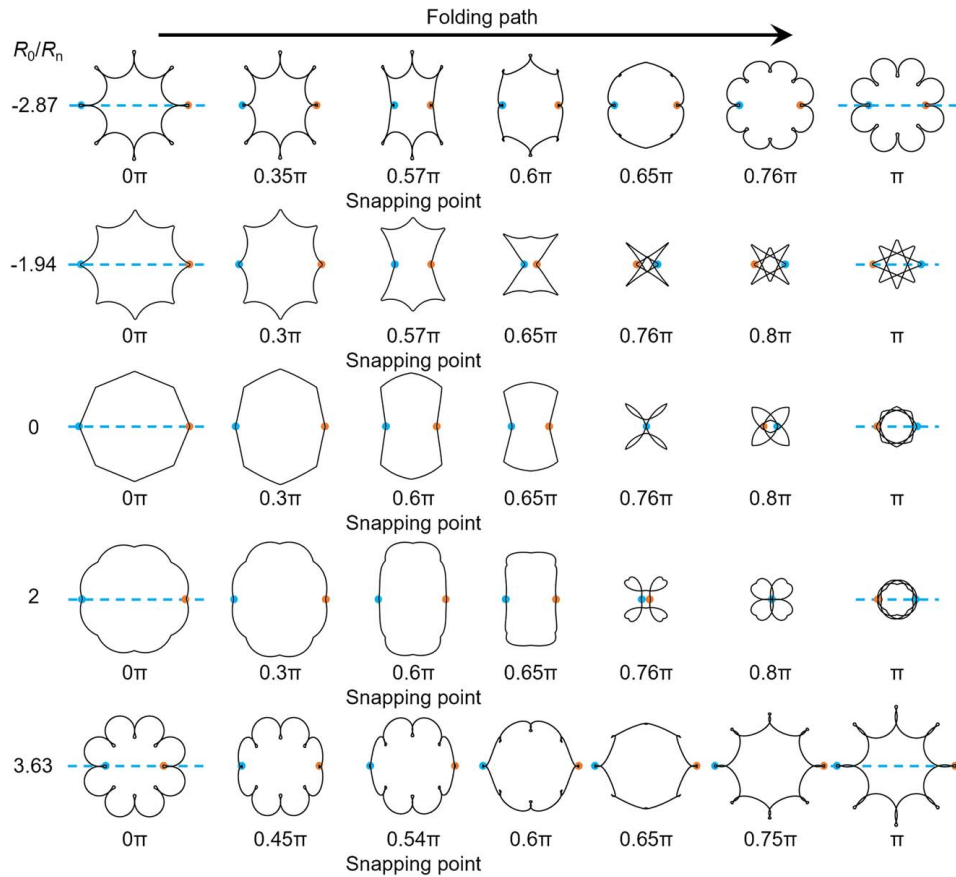 Folding path
R₀/Rₙ
-2.87
0π 0.35π 0.57π 0.6π 0.65π 0.76π π
Snapping point
-1.94
0π 0.3π 0.57π 0.65π 0.76π 0.8π π
Snapping point
0
0π 0.3π 0.6π 0.65π 0.76π 0.8π π
Snapping point
2
0π 0.3π 0.6π 0.65π 0.76π 0.8π π
Snapping point
3.63
0π 0.45π 0.54π 0.6π 0.65π 0.75π π
Snapping point